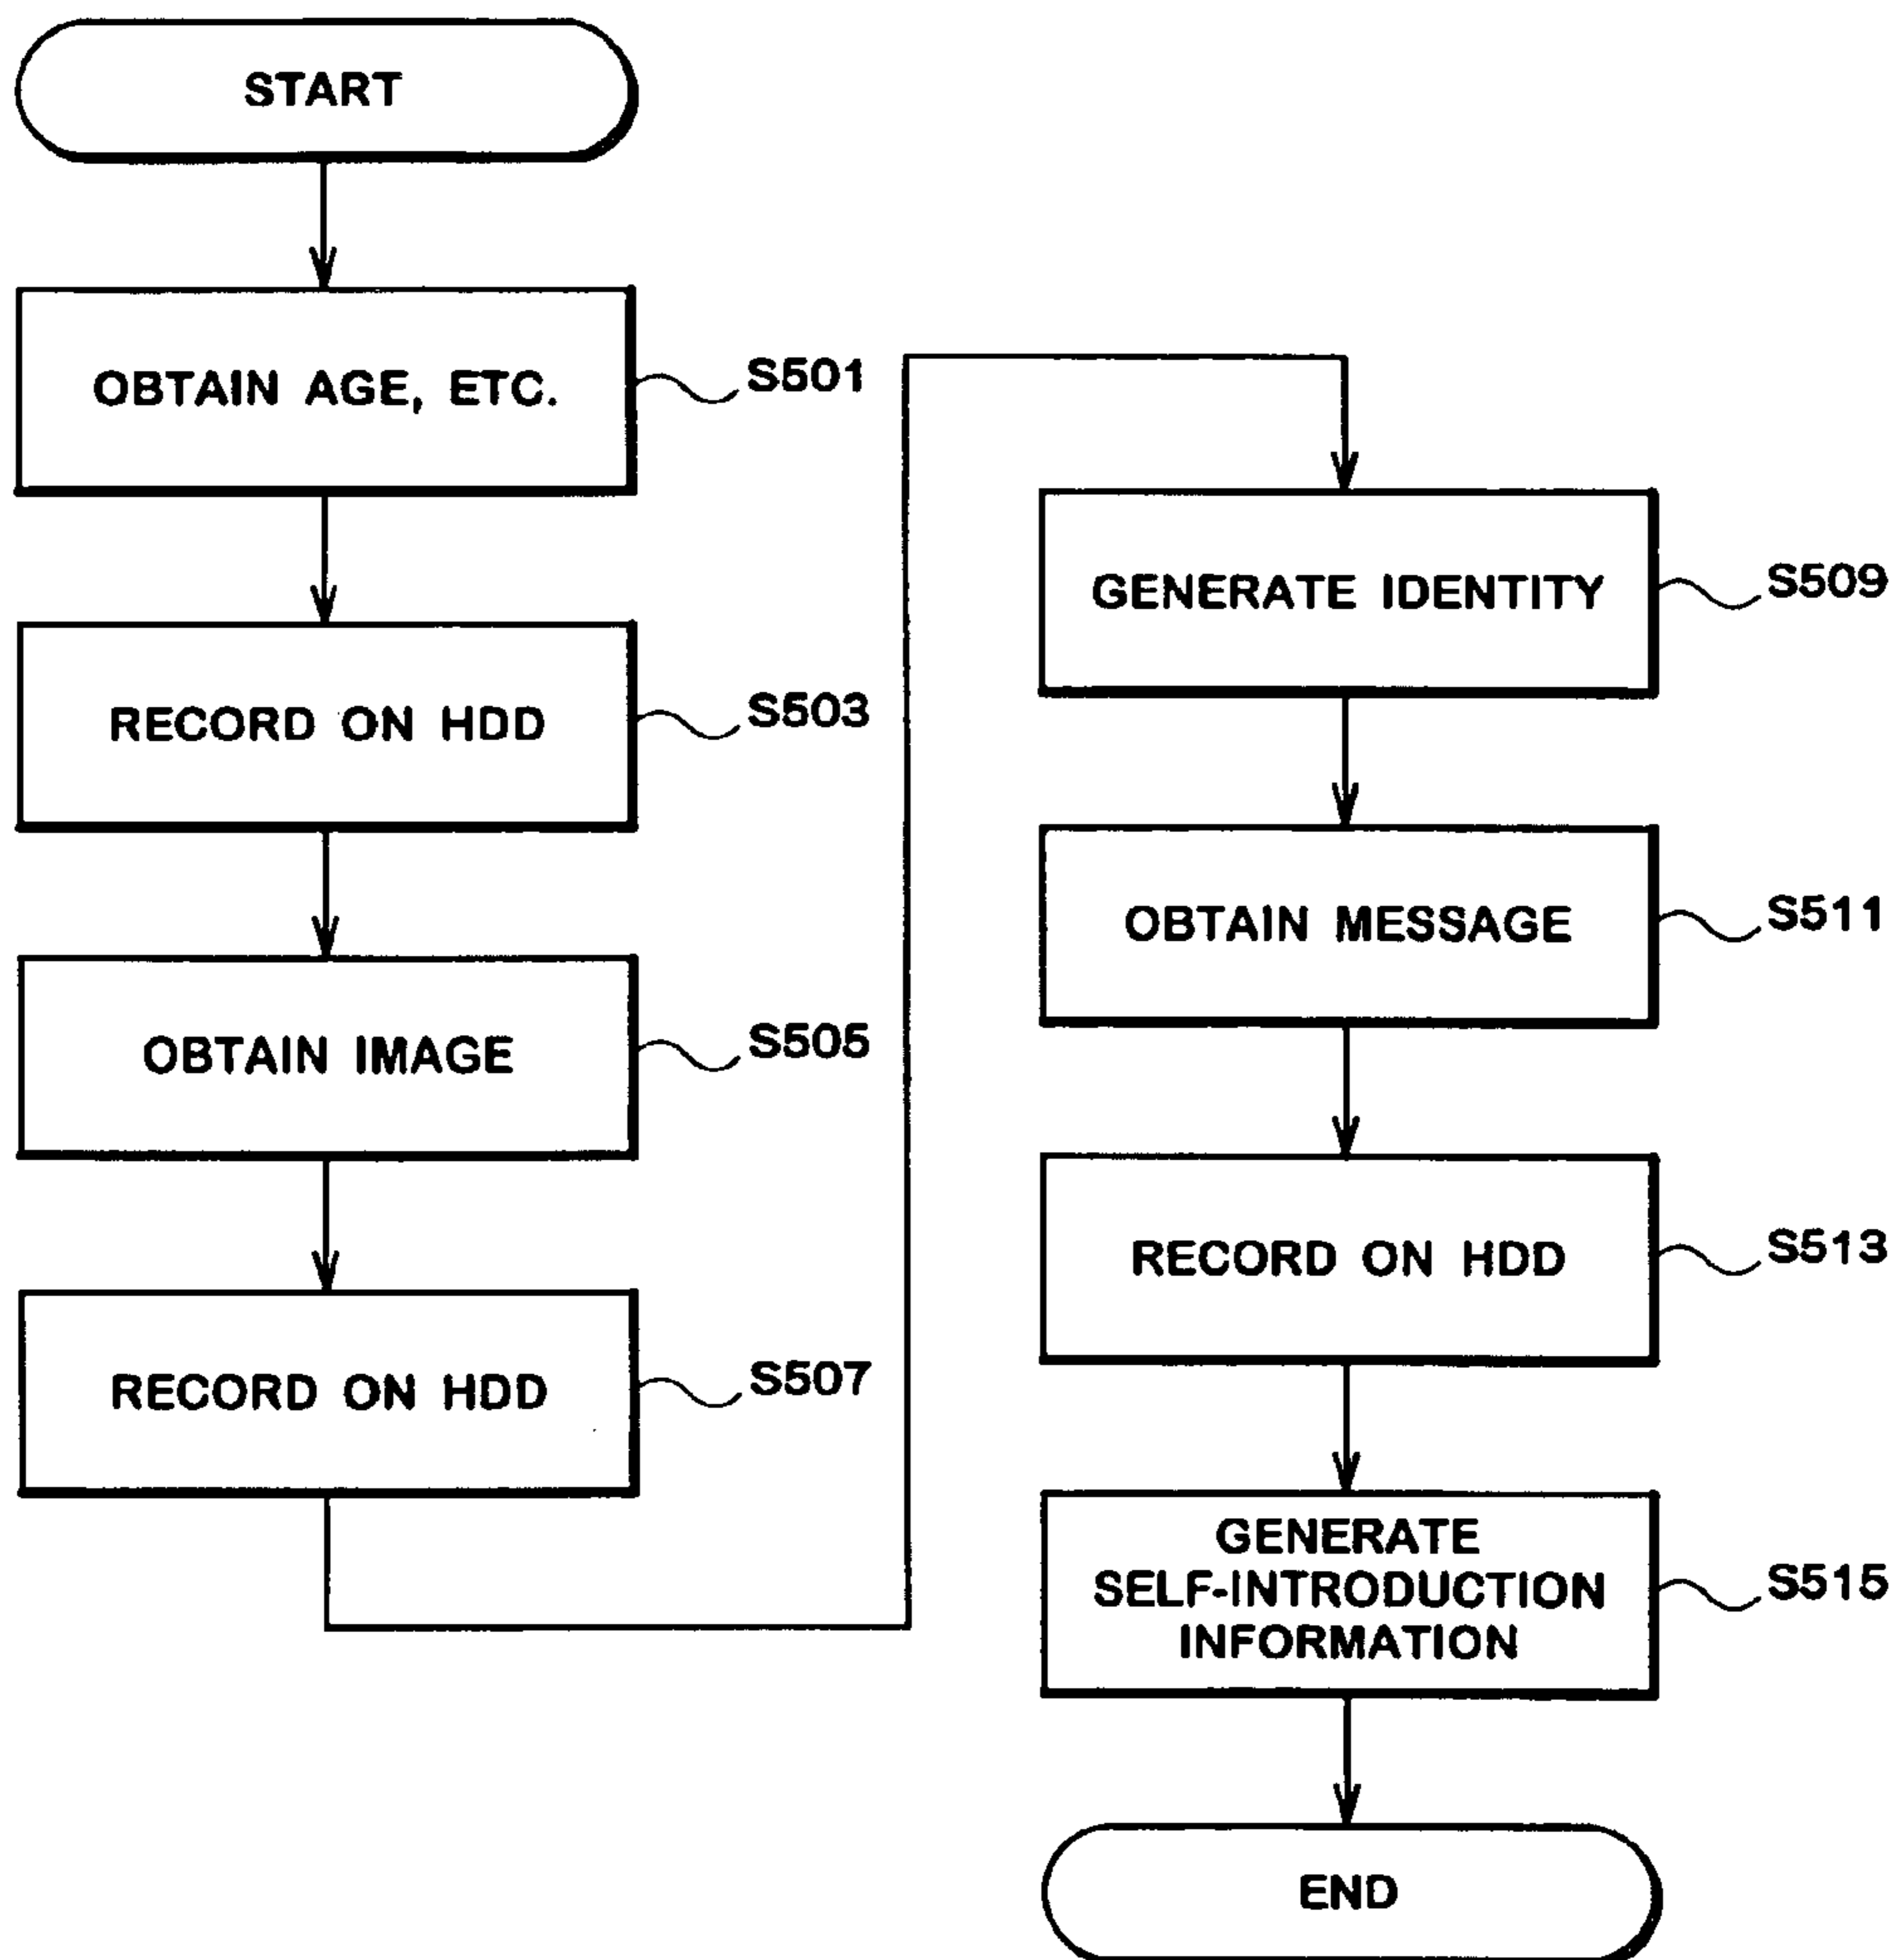 START
OBTAIN AGE, ETC.
S501
RECORD ON HDD
S503
OBTAIN IMAGE
S505
RECORD ON HDD
S507
GENERATE IDENTITY
S509
OBTAIN MESSAGE
S511
RECORD ON HDD
S513
GENERATE
SELF-INTRODUCTION
INFORMATION
S515
END